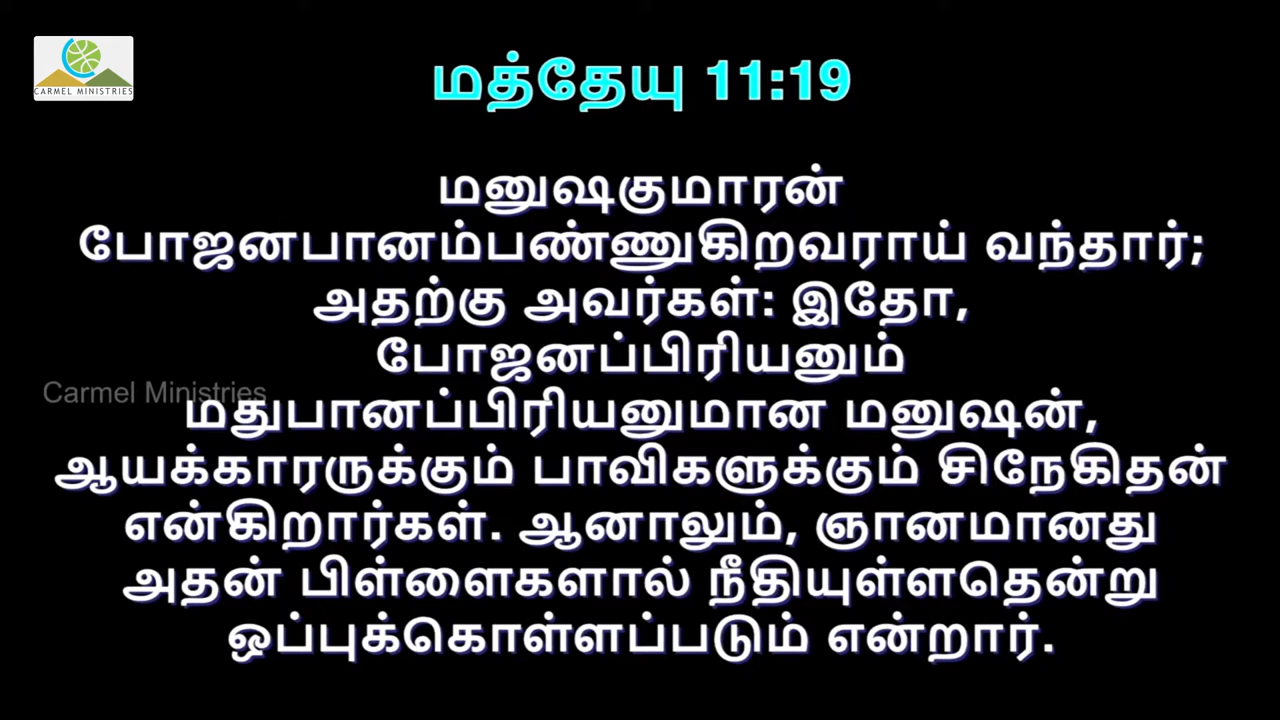 CARMEL MINISTRIES
மத்தேயு 11:19
மனுஷகுமாரன்
போஜனபானம்பண்ணுகிறவராய் வந்தார்;
அதற்கு அவர்கள்: இதோ,
போஜனப்பிரியனும்
Carmel Ministries
மதுபானப்பிரியனுமான மனுஷன்,
ஆயக்காரருக்கும் பாவிகளுக்கும் சிநேகிதன்
என்கிறார்கள். ஆனாலும், ஞானமானது
அதன் பிள்ளைகளால் நீதியுள்ளதென்று
ஒப்புக்கொள்ளப்படும் என்றார்.